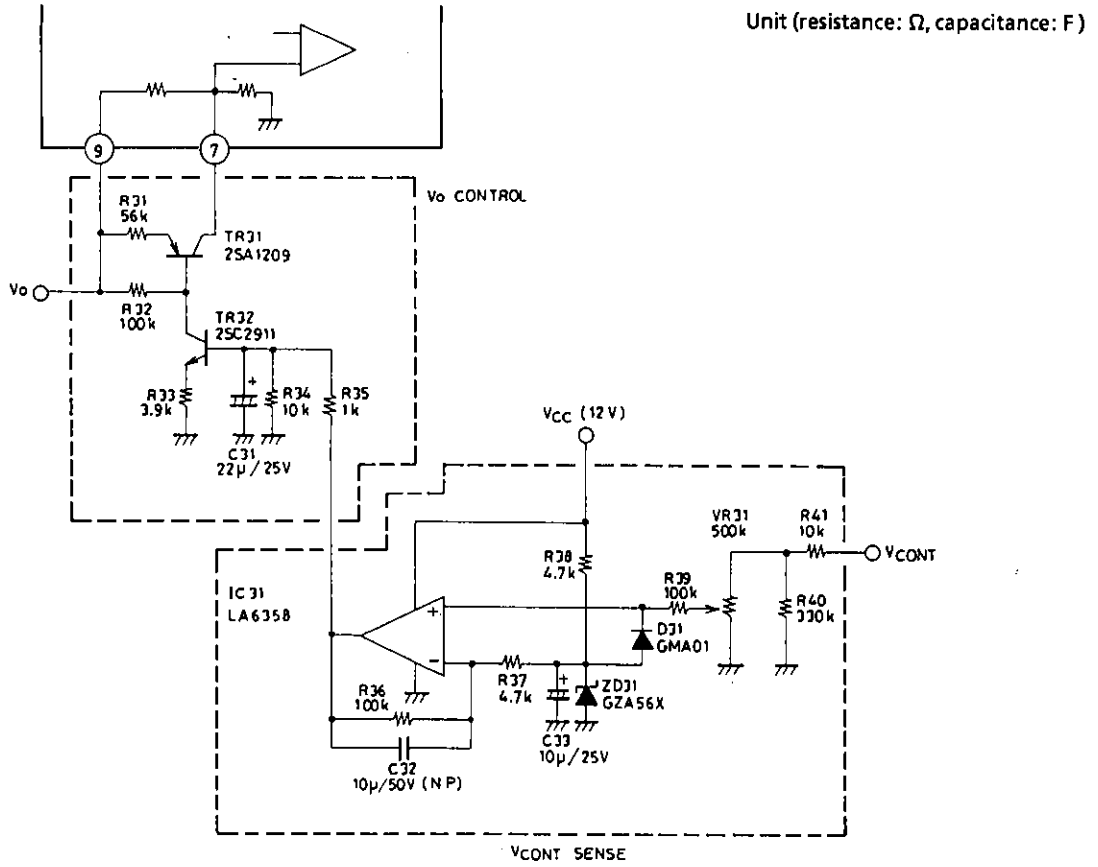 Unit (resistance: Ω, capacitance: F)
9
7
Vo CONTROL
R31
56k
TR31
2SA1209
Vo
R32
100k
TR32
2SC2911
R33
3.9k
+
R34
10k
R35
1k
C31
22μ/25V
VCC (12V)
VR31
500k
R41
10k
VCONT
R38
4.7k
R39
100k
R40
330k
IC31
LA6358
+
−
D31
GMA01
R37
4.7k
+
ZD31
GZA56X
R36
100k
C33
10μ/25V
C32
10μ/50V (NP)
VCONT SENSE